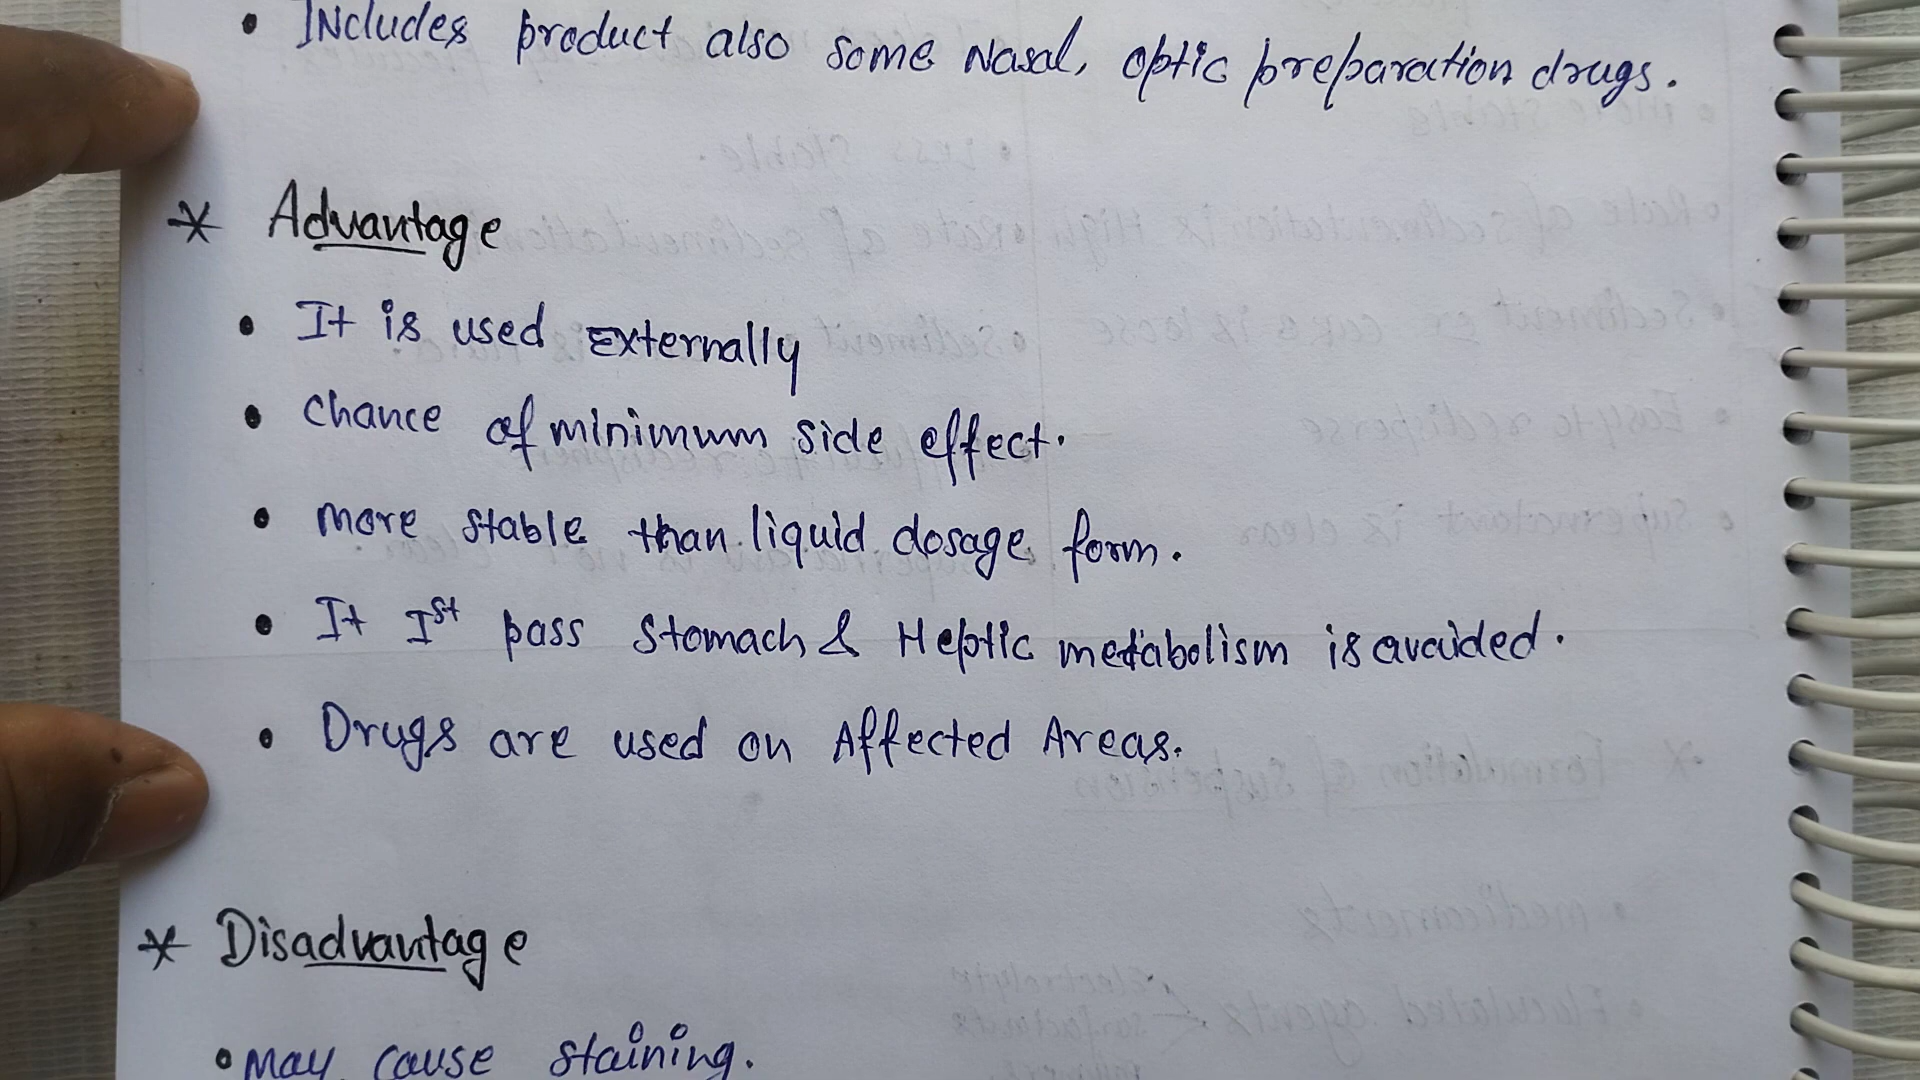 • Includes product also some Nasal, optic preparation drugs.
* Advantage
• It is used Externally
• Chance of minimum side effect.
• more stable than liquid dosage form.
• It Ist pass Stomach & Heptic metabolism is avoided.
• Drugs are used on Affected Areas.
* Disadvantage
• may cause staining.